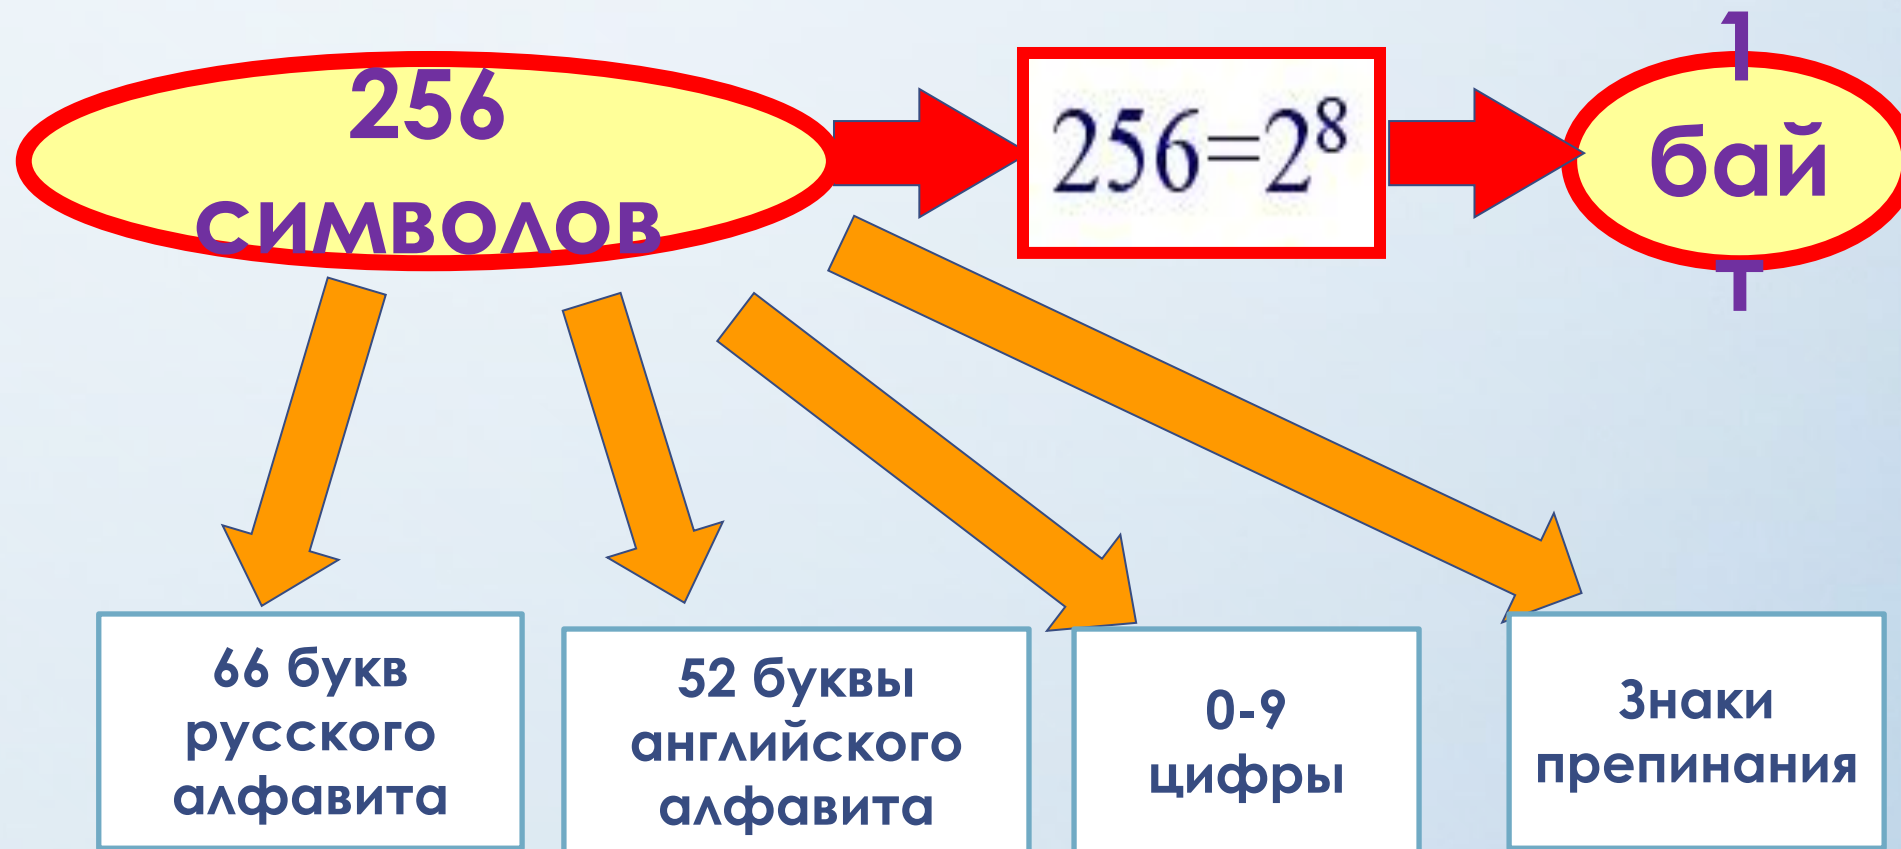 256
символов
256=2⁸
1
бай
т
66 букв
русского
алфавита
52 буквы
английского
алфавита
0-9
цифры
Знаки
препинания